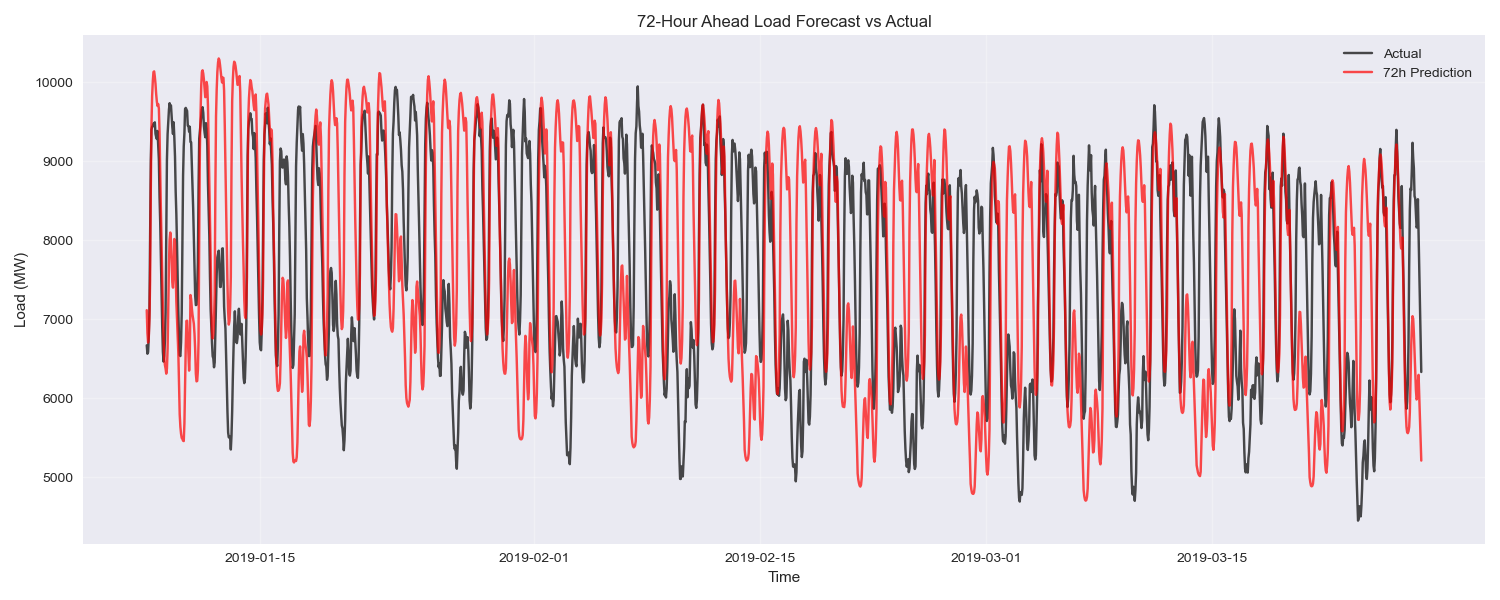 72-Hour Ahead Load Forecast vs Actual
Actual
72h Prediction
Load (MW)
10000
9000
8000
7000
6000
5000
2019-01-15
2019-02-01
2019-02-15
2019-03-01
2019-03-15
Time